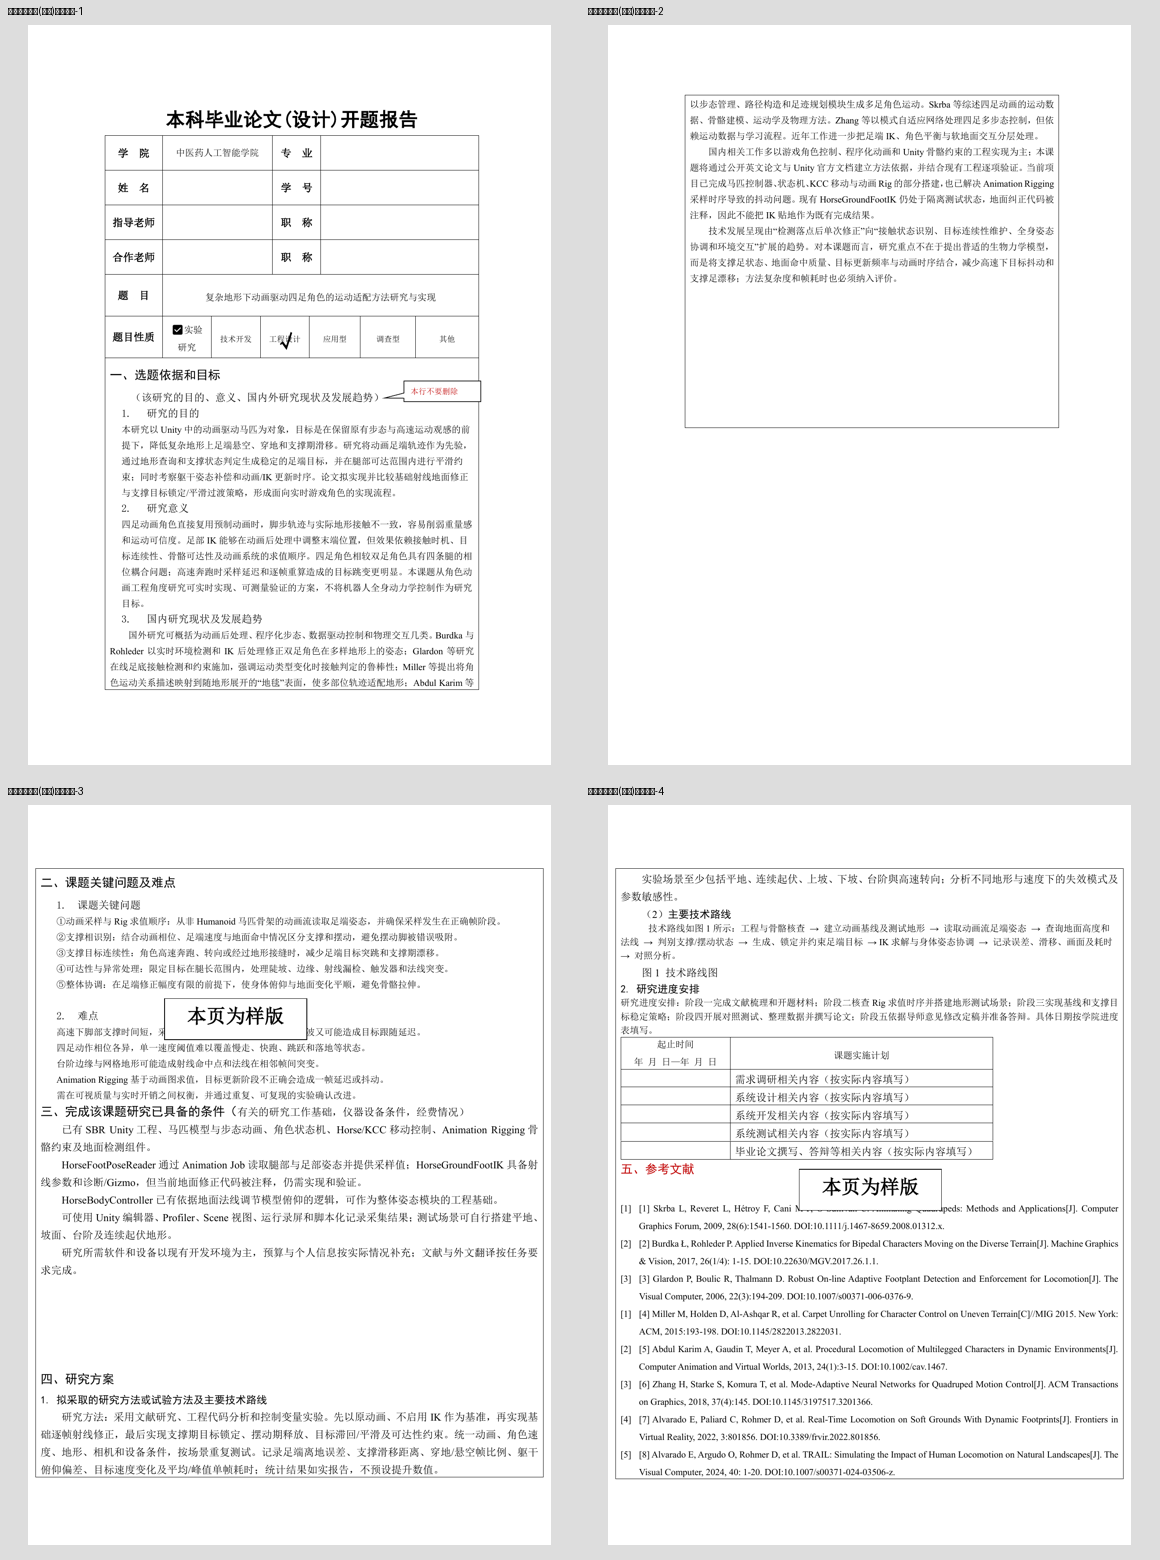 (    )    -1
本科毕业论文（设计）开题报告
学 院 中医药人工智能学院 专 业
姓 名 学 号
指导老师 职 称
合作老师 职 称
题 目 复杂地形下动画驱动四足角色的运动适配方法研究与实现
题目性质 ☑实验研究 技术开发 工程设计 应用型 调查型 其他
一、选题依据和目标
（该研究的目的、意义、国内外研究现状及发展趋势）
本行不要删除
1. 研究的目的
本研究以 Unity 中的动画驱动马匹为对象，目标是在保留原有步态与高速运动观感的前
提下，降低复杂地形上足端悬空、穿地和支撑期滑移。研究将动画足端轨迹作为先验，
通过地形查询和支撑状态判定生成稳定的足端目标，并在腿部可达范围内进行平滑约
束；同时考察躯干姿态补偿和动画/IK 更新时序。论文拟实现并比较基础射线地面修正
与支撑目标锁定/平滑过渡策略，形成面向实时游戏角色的实现流程。
2. 研究意义
四足动画角色直接复用预制动画时，脚步轨迹与实际地形接触不一致，容易削弱重量感
和运动可信度。足部 IK 能够在动画后处理中调整末端位置，但效果依赖接触时机、目
标连续性、骨骼可达性及动画系统的求值顺序。四足角色相较双足角色具有四条腿的相
位耦合问题；高速奔跑时采样延迟和逐帧重算造成的目标跳变更明显。本课题从角色动
画工程角度研究可实时实现、可测量验证的方案，不将机器人全身动力学控制作为研究
目标。
3. 国内研究现状及发展趋势
国外研究可概括为动画后处理、程序化步态、数据驱动控制和物理交互几类。Burdka 与
Rohleder 以实时环境检测和 IK 后处理修正双足角色在多样地形上的姿态；Glardon 等研究
在线足底接触检测和约束施加，强调运动类型变化时接触判定的鲁棒性；Miller 等提出将角
色运动关系描述映射到随地形展开的“地毯”表面，使多部位轨迹适配地形；Abdul Karim 等
(    )    -2
以步态管理、路径构造和足迹规划模块生成多足角色运动。Skrba 等综述四足动画的运动数
据、骨骼建模、运动学及物理方法。Zhang 等以模式自适应网络处理四足多步态控制，但依
赖运动数据与学习流程。近年工作进一步把足端 IK、角色平衡与软地面交互分层处理。
国内相关工作多以游戏角色控制、程序化动画和 Unity 骨骼约束的工程实现为主；本课
题将通过公开英文论文与 Unity 官方文档建立方法依据，并结合现有工程逐项验证。当前项
目已完成马匹控制器、状态机、KCC 移动与动画 Rig 的部分搭建，也已解决 Animation Rigging
采样时序导致的抖动问题。现有 HorseGroundFootIK 仍处于隔离测试状态，地面纠正代码被
注释，因此不能把 IK 贴地作为既有完成结果。
技术发展呈现由“检测落点后单次修正”向“接触状态识别、目标连续性维护、全身姿态
协调和环境交互”扩展的趋势。对本课题而言，研究重点不在于提出普适的生物力学模型，
而是将支撑足状态、地面命中质量、目标更新频率与动画时序结合，减少高速下目标抖动和
支撑足漂移；方法复杂度和帧耗时也必须纳入评价。
(    )    -3
二、课题关键问题及难点
1. 课题关键问题
①动画采样与 Rig 求值顺序：从非 Humanoid 马匹骨架的动画流读取足端姿态，并确保采样发生在正确帧阶段。
②支撑相识别：结合动画相位、足端速度与地面命中情况区分支撑和摆动，避免摆动脚被错误吸附。
③支撑目标连续性：角色高速奔跑、转向或经过地形接缝时，减少足端目标突跳和支撑期漂移。
④可达性与异常处理：限定目标在腿长范围内，处理陡坡、边缘、射线漏检、触发器和法线突变。
⑤整体协调：在足端修正幅度有限的前提下，使身体俯仰与地面变化平顺，避免骨骼拉伸。
2. 难点
本页为样版
高速下脚部支撑时间短，采 波又可能造成目标跟随延迟。
四足动作相位各异，单一速度阈值难以覆盖慢走、快跑、跳跃和落地等状态。
台阶边缘与网格地形可能造成射线命中点和法线在相邻帧间突变。
Animation Rigging 基于动画图求值，目标更新阶段不正确会造成一帧延迟或抖动。
需在可视质量与实时开销之间权衡，并通过重复、可复现的实验确认改进。
三、完成该课题研究已具备的条件（有关的研究工作基础，仪器设备条件，经费情况）
已有 SBR Unity 工程、马匹模型与步态动画、角色状态机、Horse/KCC 移动控制、Animation Rigging 骨
骼约束及地面检测组件。
HorseFootPoseReader 通过 Animation Job 读取腿部与足部姿态并提供采样值；HorseGroundFootIK 具备射
线参数和诊断/Gizmo，但当前地面修正代码被注释，仍需实现和验证。
HorseBodyController 已有依据地面法线调节模型俯仰的逻辑，可作为整体姿态模块的工程基础。
可使用 Unity 编辑器、Profiler、Scene 视图、运行录屏和脚本化记录采集结果；测试场景可自行搭建平地、
坡面、台阶及连续起伏地形。
研究所需软件和设备以现有开发环境为主，预算与个人信息按实际情况补充；文献与外文翻译按任务要
求完成。
四、研究方案
1. 拟采取的研究方法或试验方法及主要技术路线
研究方法：采用文献研究、工程代码分析和控制变量实验。先以原动画、不启用 IK 作为基准，再实现基
础逐帧射线修正，最后实现支撑期目标锁定、摆动期释放、目标滞回/平滑及可达性约束。统一动画、角色速
度、地形、相机和设备条件，按场景重复测试。记录足端离地误差、支撑滑移距离、穿地/悬空帧比例、躯干
俯仰偏差、目标速度变化及平均/峰值单帧耗时；统计结果如实报告，不预设提升数值。
(    )    -4
实验场景至少包括平地、连续起伏、上坡、下坡、台阶與高速转向；分析不同地形与速度下的失效模式及
参数敏感性。
（2）主要技术路线
技术路线如图 1 所示：工程与骨骼核查 → 建立动画基线及测试地形 → 读取动画流足端姿态 → 查询地面高度和
法线 → 判别支撑/摆动状态 → 生成、锁定并约束足端目标 → IK 求解与身体姿态协调 → 记录误差、滑移、画面及耗时
→ 对照分析。
图 1 技术路线图
2. 研究进度安排
研究进度安排：阶段一完成文献梳理和开题材料；阶段二核查 Rig 求值时序并搭建地形测试场景；阶段三实现基线和支撑目
标稳定策略；阶段四开展对照测试、整理数据并撰写论文；阶段五依据导师意见修改定稿并准备答辩。具体日期按学院进度
表填写。
起止时间
年 月 日—年 月 日 课题实施计划
需求调研相关内容（按实际内容填写）
系统设计相关内容（按实际内容填写）
系统开发相关内容（按实际内容填写）
系统测试相关内容（按实际内容填写）
毕业论文撰写、答辩等相关内容（按实际内容填写）
五、参考文献
本页为样版
[1] [1] Skrba L, Reveret L, Hétroy F, Cani Methods and Applications[J]. Computer
Graphics Forum, 2009, 28(6):1541-1560. DOI:10.1111/j.1467-8659.2008.01312.x.
[2] [2] Burdka Ł, Rohleder P. Applied Inverse Kinematics for Bipedal Characters Moving on the Diverse Terrain[J]. Machine Graphics
& Vision, 2017, 26(1/4): 1-15. DOI:10.22630/MGV.2017.26.1.1.
[3] [3] Glardon P, Boulic R, Thalmann D. Robust On-line Adaptive Footplant Detection and Enforcement for Locomotion[J]. The
Visual Computer, 2006, 22(3):194-209. DOI:10.1007/s00371-006-0376-9.
[1] [4] Miller M, Holden D, Al-Ashqar R, et al. Carpet Unrolling for Character Control on Uneven Terrain[C]//MIG 2015. New York:
ACM, 2015:193-198. DOI:10.1145/2822013.2822031.
[2] [5] Abdul Karim A, Gaudin T, Meyer A, et al. Procedural Locomotion of Multilegged Characters in Dynamic Environments[J].
Computer Animation and Virtual Worlds, 2013, 24(1):3-15. DOI:10.1002/cav.1467.
[3] [6] Zhang H, Starke S, Komura T, et al. Mode-Adaptive Neural Networks for Quadruped Motion Control[J]. ACM Transactions
on Graphics, 2018, 37(4):145. DOI:10.1145/3197517.3201366.
[4] [7] Alvarado E, Paliard C, Rohmer D, et al. Real-Time Locomotion on Soft Grounds With Dynamic Footprints[J]. Frontiers in
Virtual Reality, 2022, 3:801856. DOI:10.3389/frvir.2022.801856.
[5] [8] Alvarado E, Argudo O, Rohmer D, et al. TRAIL: Simulating the Impact of Human Locomotion on Natural Landscapes[J]. The
Visual Computer, 2024, 40: 1-20. DOI:10.1007/s00371-024-03506-z.